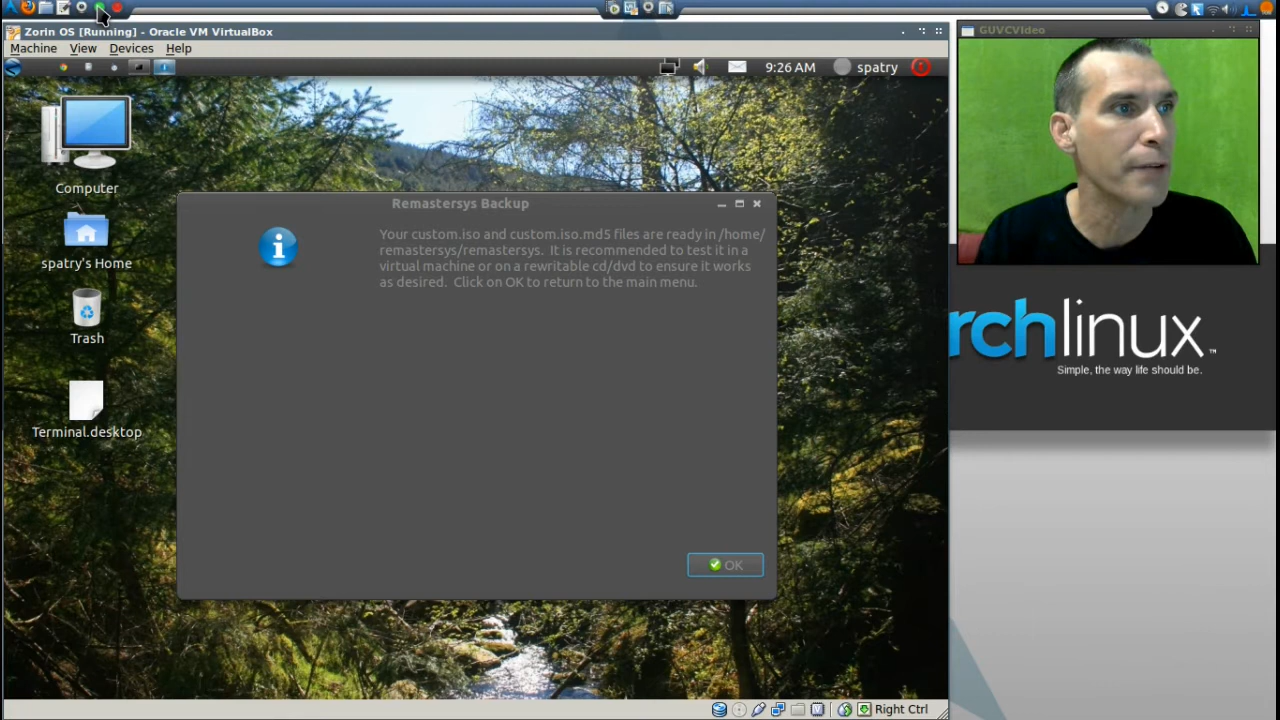 Zorin OS [Running] - Oracle VM VirtualBox
GUVCVideo
Machine View Devices Help
9:26 AM spatry
Computer
spatry's Home
Trash
Terminal.desktop
Remastersys Backup
Your custom.iso and custom.iso.md5 files are ready in /home/
remastersys/remastersys. It is recommended to test it in a
virtual machine or on a rewritable cd/dvd to ensure it works
as desired. Click on OK to return to the main menu.
OK
rchlinux™
Simple, the way life should be.
Right Ctrl